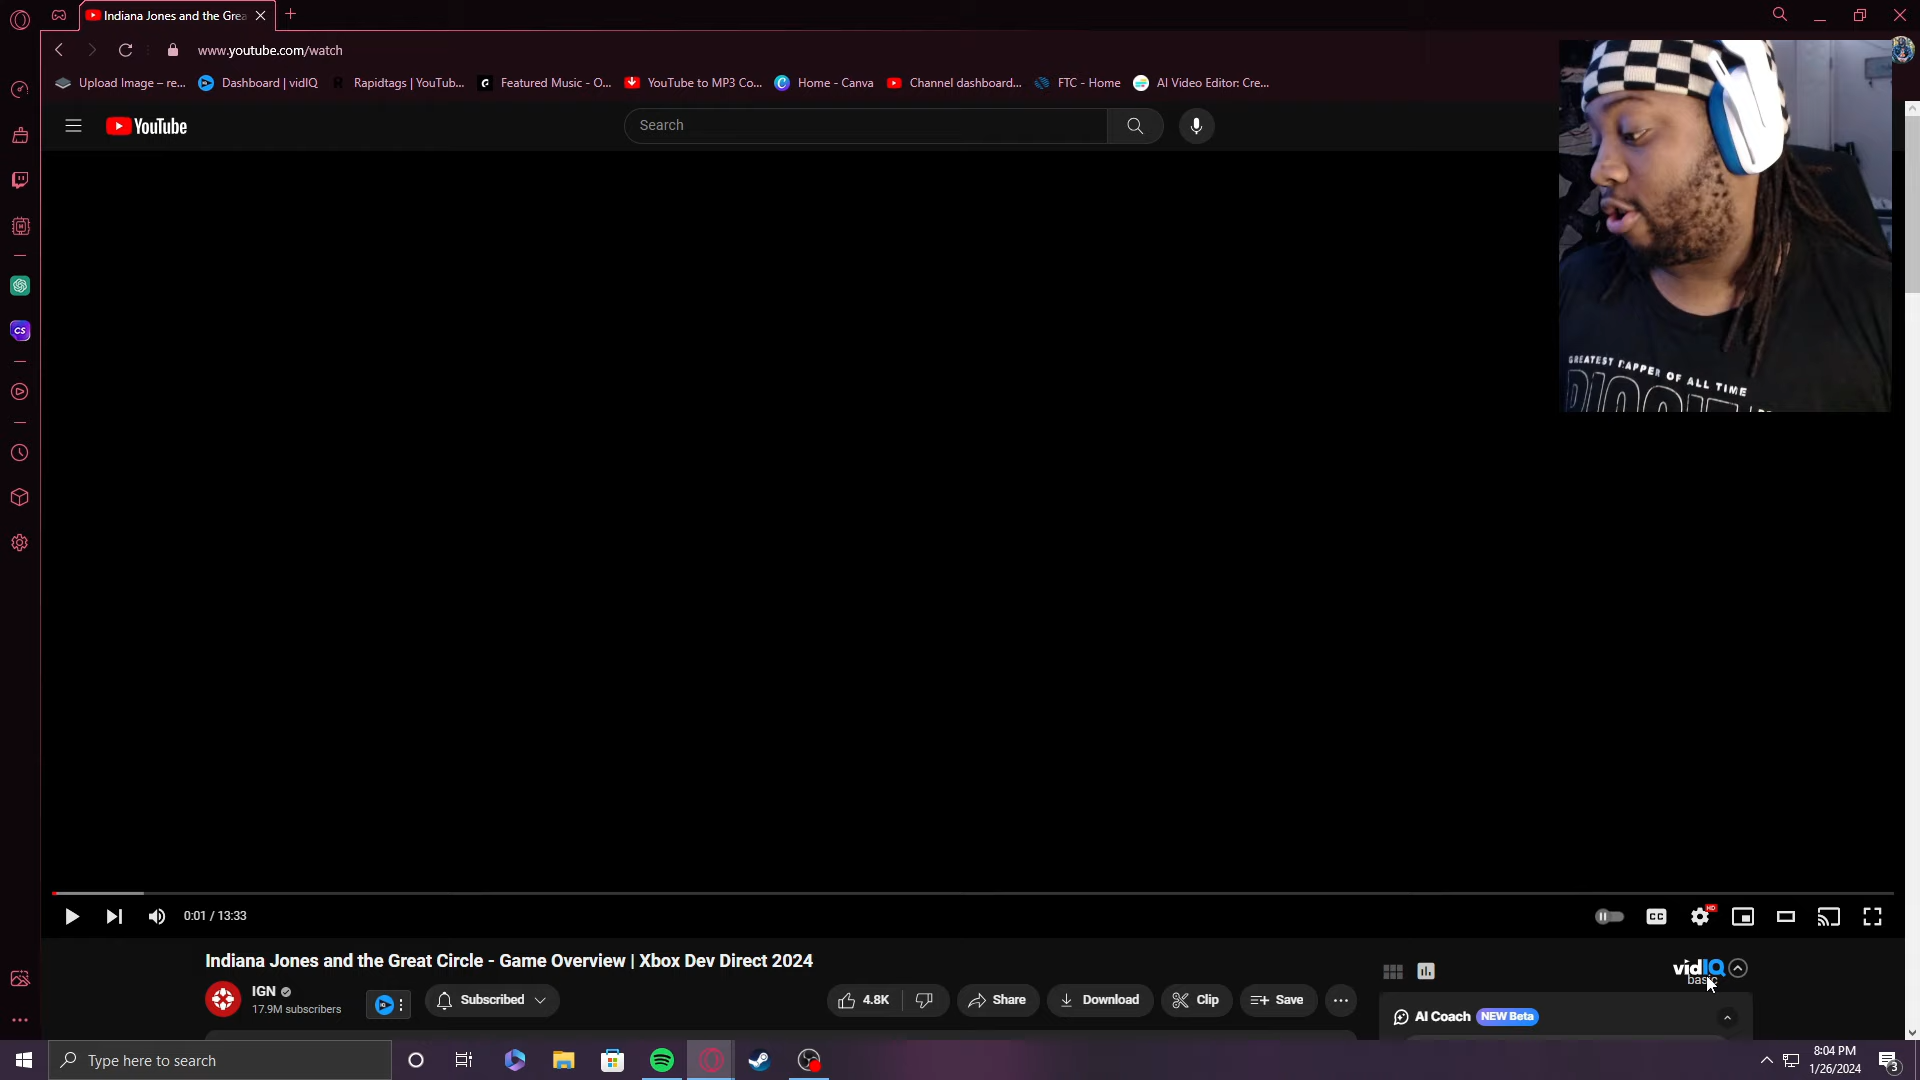 Indiana Jones and the Grea
www.youtube.com/watch
Upload Image – re... Dashboard | vidIQ Rapidtags | YouTub... Featured Music - O... YouTube to MP3 Co... Home - Canva Channel dashboard... FTC - Home AI Video Editor: Cre...
YouTube
Search
CS
GREATEST RAPPER OF ALL TIME
0:01 / 13:33
CC
HD
Indiana Jones and the Great Circle - Game Overview | Xbox Dev Direct 2024
vidIQ
basic
IGN
17.9M subscribers
Subscribed
4.8K
Share
Download
Clip
Save
AI Coach NEW Beta
Type here to search
8:04 PM
1/26/2024
3